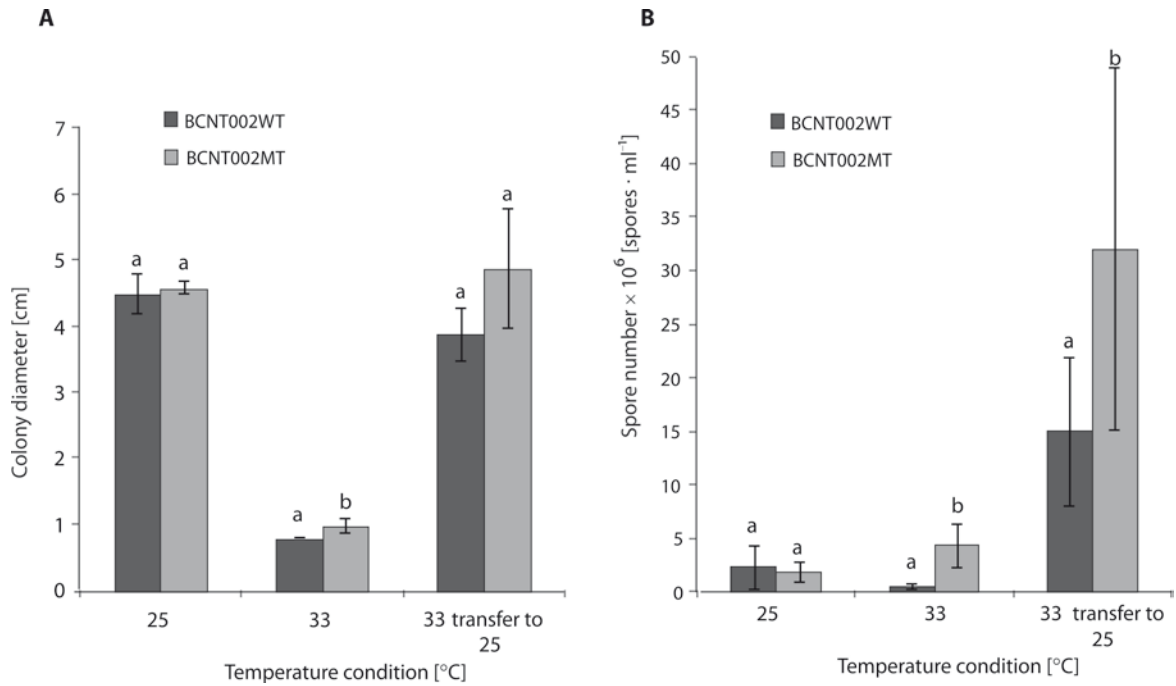 A
BCNT002WT
BCNT002MT
Colony diameter [cm]
7
6
5
4
3
2
1
0
a
a
a
b
a
a
25
33
33 transfer to
25
Temperature condition [°C]
B
BCNT002WT
BCNT002MT
Spore number × 10⁶ [spores · ml⁻¹]
50
45
40
35
30
25
20
15
10
5
0
a
a
a
b
a
b
25
33
33 transfer to
25
Temperature condition [°C]